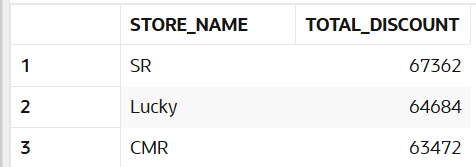 STORE_NAME TOTAL_DISCOUNT
1 SR 67362
2 Lucky 64684
3 CMR 63472